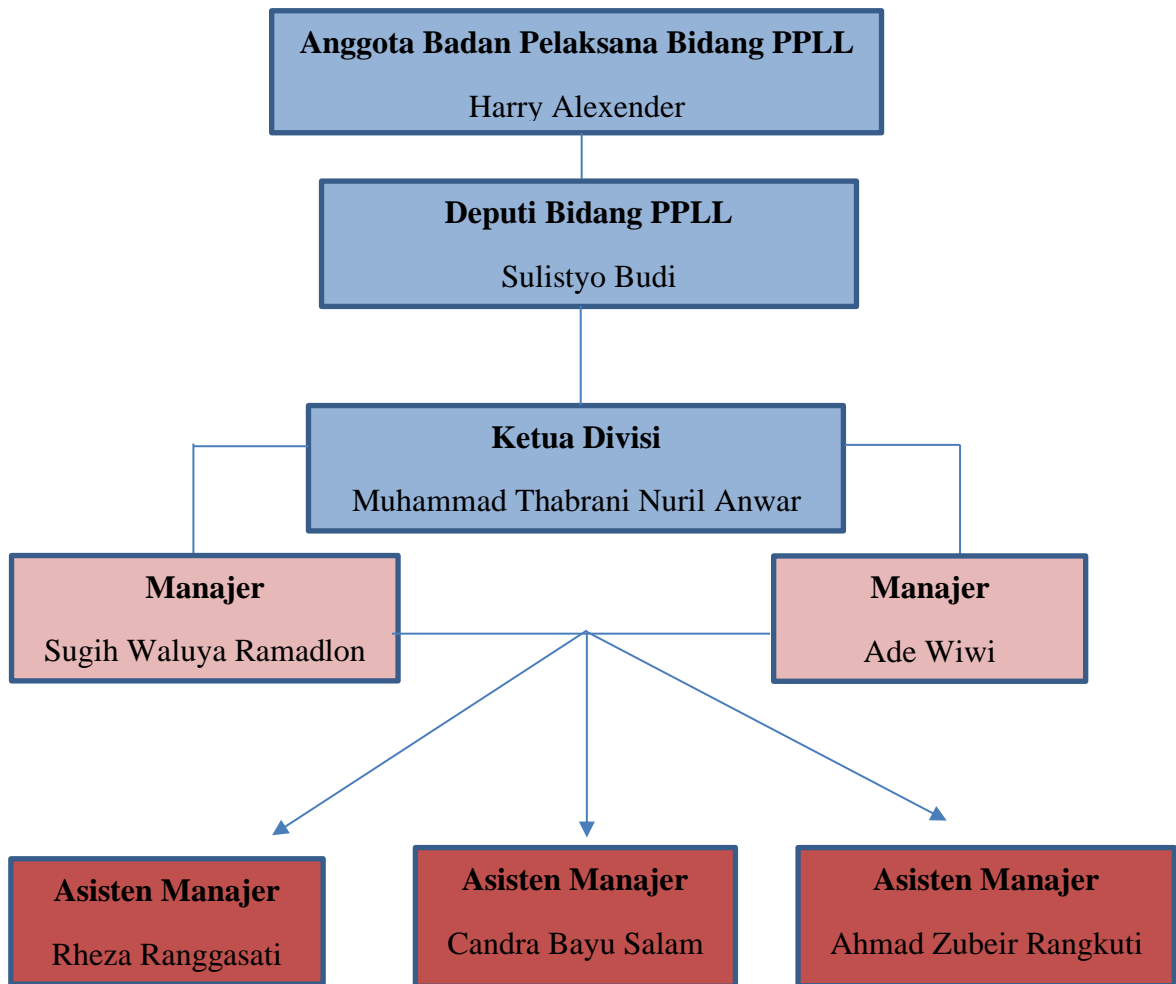 Anggota Badan Pelaksana Bidang PPLL
Harry Alexender
Deputi Bidang PPLL
Sulistyo Budi
Ketua Divisi
Muhammad Thabrani Nuril Anwar
Manajer
Sugih Waluya Ramadlon
Manajer
Ade Wiwi
Asisten Manajer
Rheza Ranggasati
Asisten Manajer
Candra Bayu Salam
Asisten Manajer
Ahmad Zubeir Rangkuti